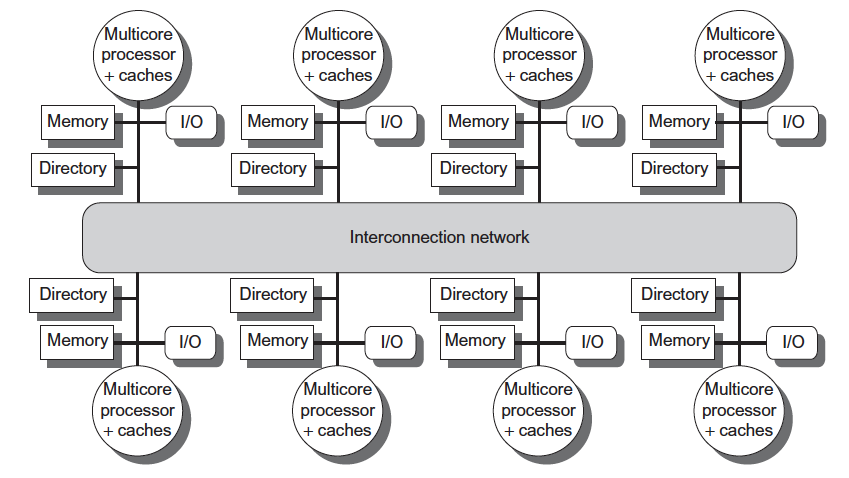 Multicore
processor
+ caches
Multicore
processor
+ caches
Multicore
processor
+ caches
Multicore
processor
+ caches
Memory
I/O
Memory
I/O
Memory
I/O
Memory
I/O
Directory
Directory
Directory
Directory
Interconnection network
Directory
Directory
Directory
Directory
Memory
I/O
Memory
I/O
Memory
I/O
Memory
I/O
Multicore
processor
+ caches
Multicore
processor
+ caches
Multicore
processor
+ caches
Multicore
processor
+ caches